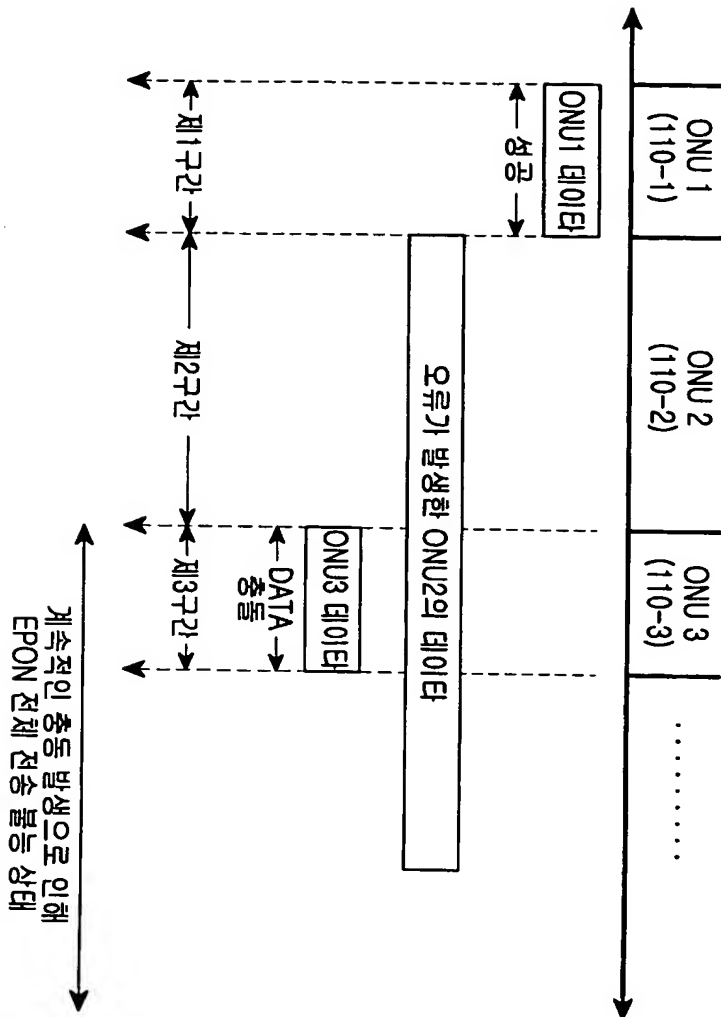 ONU 1
(110-1)
ONU 2
(110-2)
ONU 3
(110-3)
.........
ONU1 데이타
성공
오류가 발생한 ONU2의 데이타
ONU3 데이타
DATA
충돌
제1구간
제2구간
제3구간
계속적인 충동 발생으로 인해
EPON 전체 전송 불능 상태